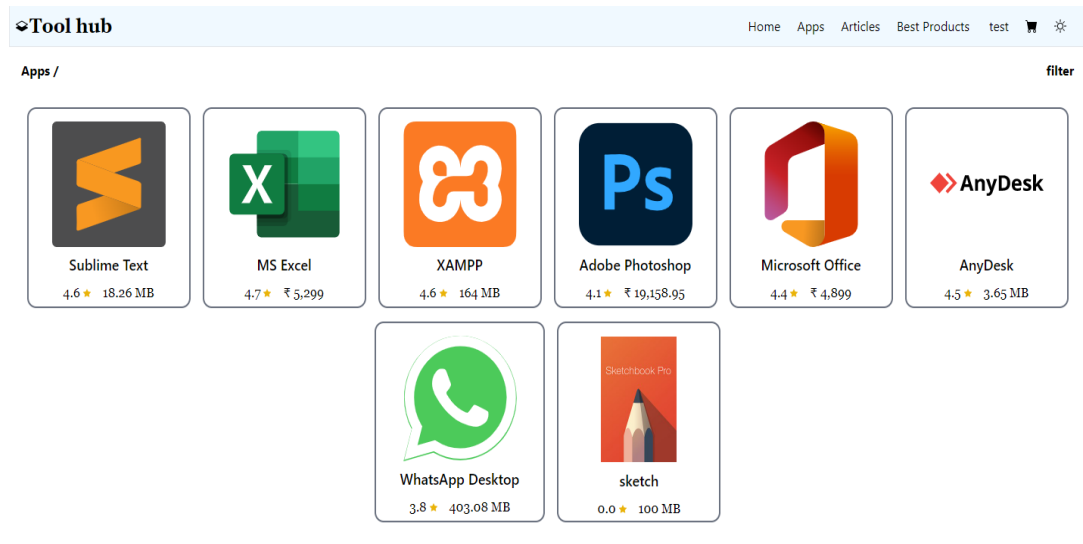 Tool hub
Home Apps Articles Best Products test
Apps / filter
X Ps AnyDesk
Sublime Text MS Excel XAMPP Adobe Photoshop Microsoft Office AnyDesk
4.6 18.26 MB 4.7 ₹ 5,299 4.6 164 MB 4.1 ₹ 19,158.95 4.4 ₹ 4,899 4.5 3.65 MB
Sketchbook Pro
WhatsApp Desktop sketch
3.8 403.08 MB 0.0 100 MB